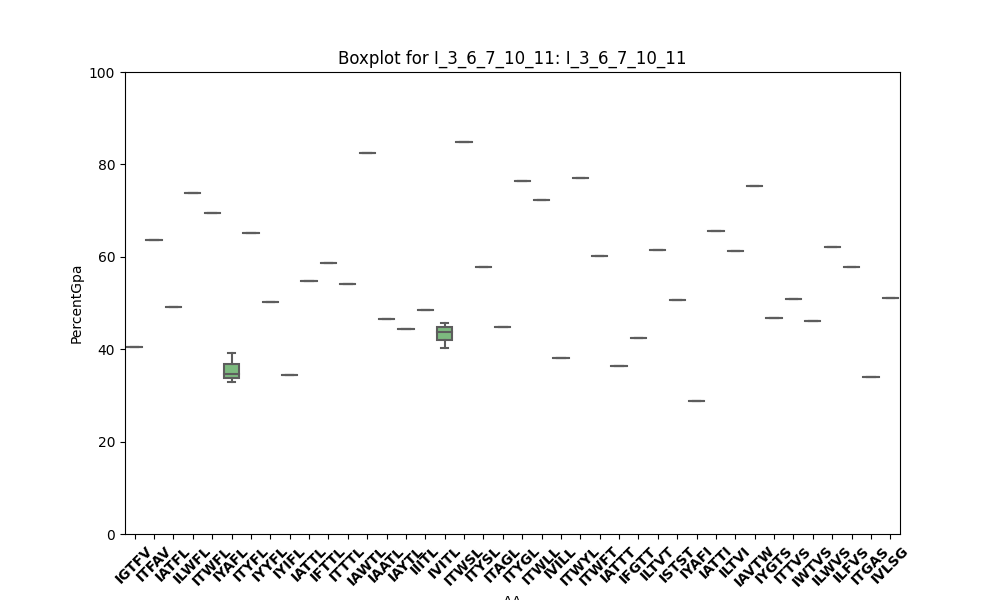 Boxplot for I_3_6_7_10_11: I_3_6_7_10_11
PercentGpa
100
80
60
40
20
0
IGTFV
ITFAV
IATFL
ILWFL
ITWFL
IYAFL
ITYFL
IYYFL
IYIFL
IATTL
IFTTL
ITTTL
IAWTL
IAATL
IAYTL
IIITL
IVITL
ITWSL
ITYSL
ITAGL
ITYGL
ITWLL
IVILL
ITWYL
ITWFT
IATTT
IFGTT
ILTVT
ISTST
IYAFI
IATTI
ILTVI
IAVTW
IYGTS
ITTVS
IWTVS
ILWVS
ILFVS
ITGAS
IVLSG
AA